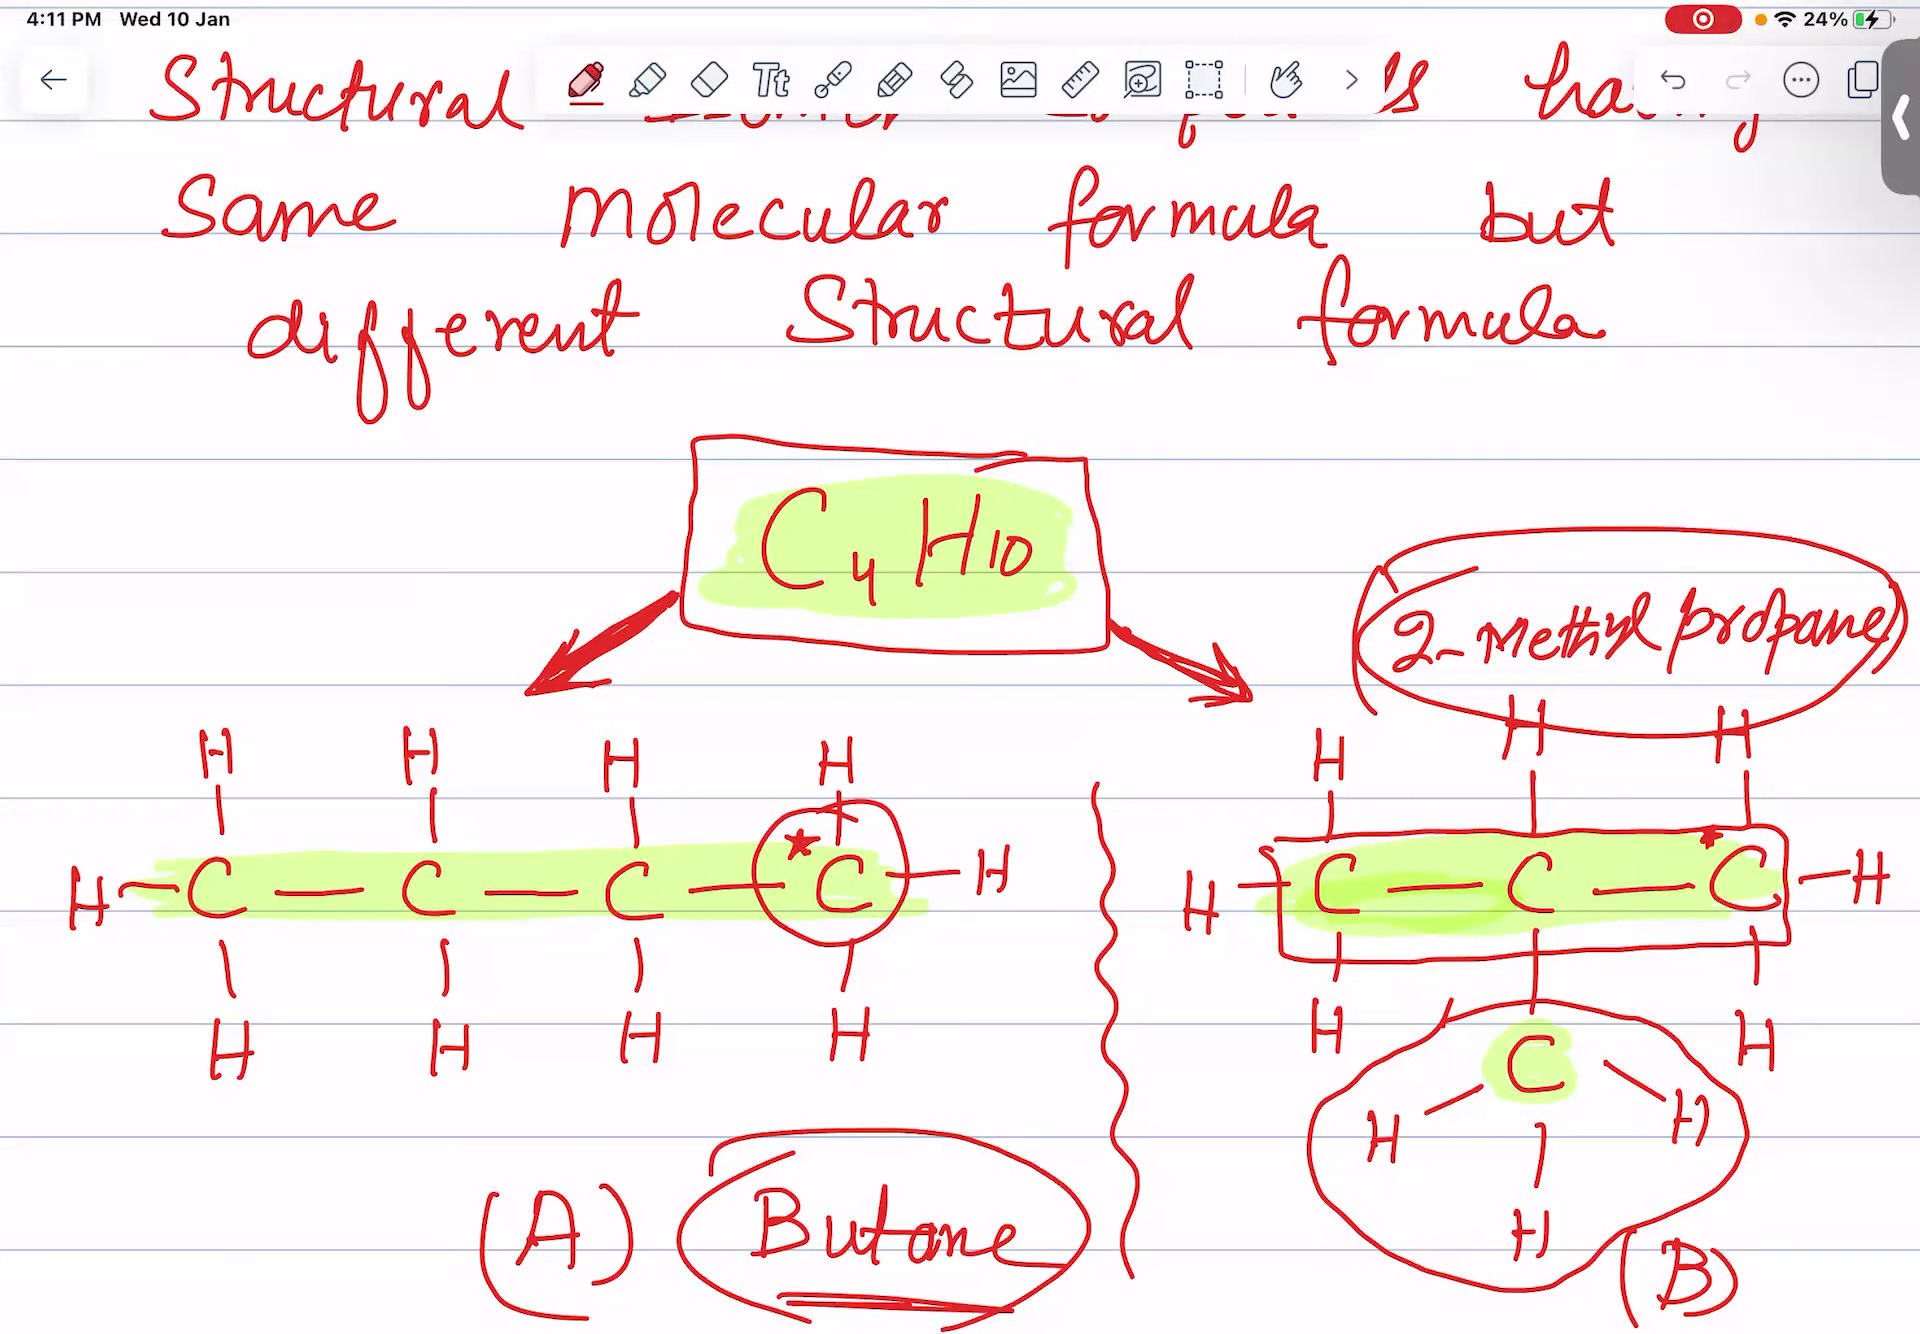 4:11 PM Wed 10 Jan 24%
Tt
Structural
Same Molecular formula but
different Structural formula
C4H10
2-Methyl propane
H H H H H H H
H-C-C-C-C-H H-C-C-C-H
H H H H H C H
H H
H
(A) Butane (B)